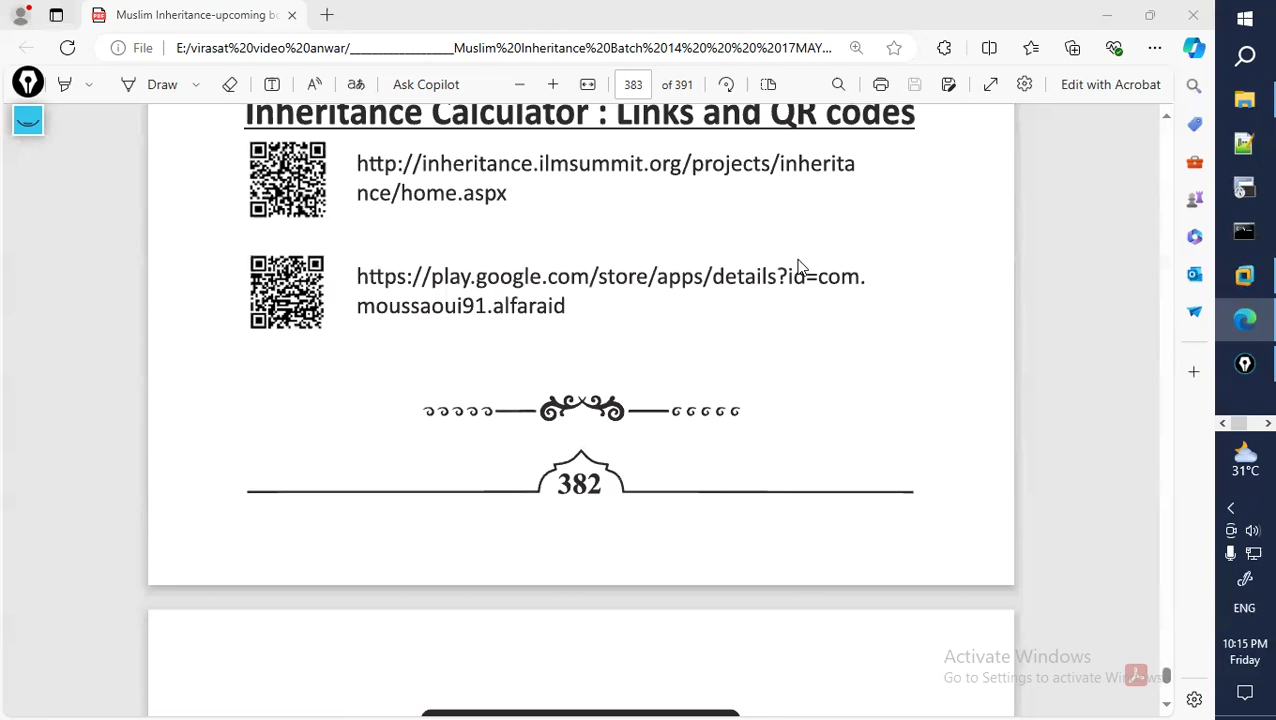 Muslim Inheritance-upcoming bo
File
E:/virasat%20video%20anwar/________________Muslim%20Inheritance%20Batch%2014%20%20%20%2017MAY...
Draw
Ask Copilot
383
of 391
Edit with Acrobat
Inheritance Calculator : Links and QR codes
http://inheritance.ilmsummit.org/projects/inherita
nce/home.aspx
https://play.google.com/store/apps/details?id=com.
moussaoui91.alfaraid
382
Activate Windows
Go to Settings to activate Windows
31°C
ENG
10:15 PM
Friday